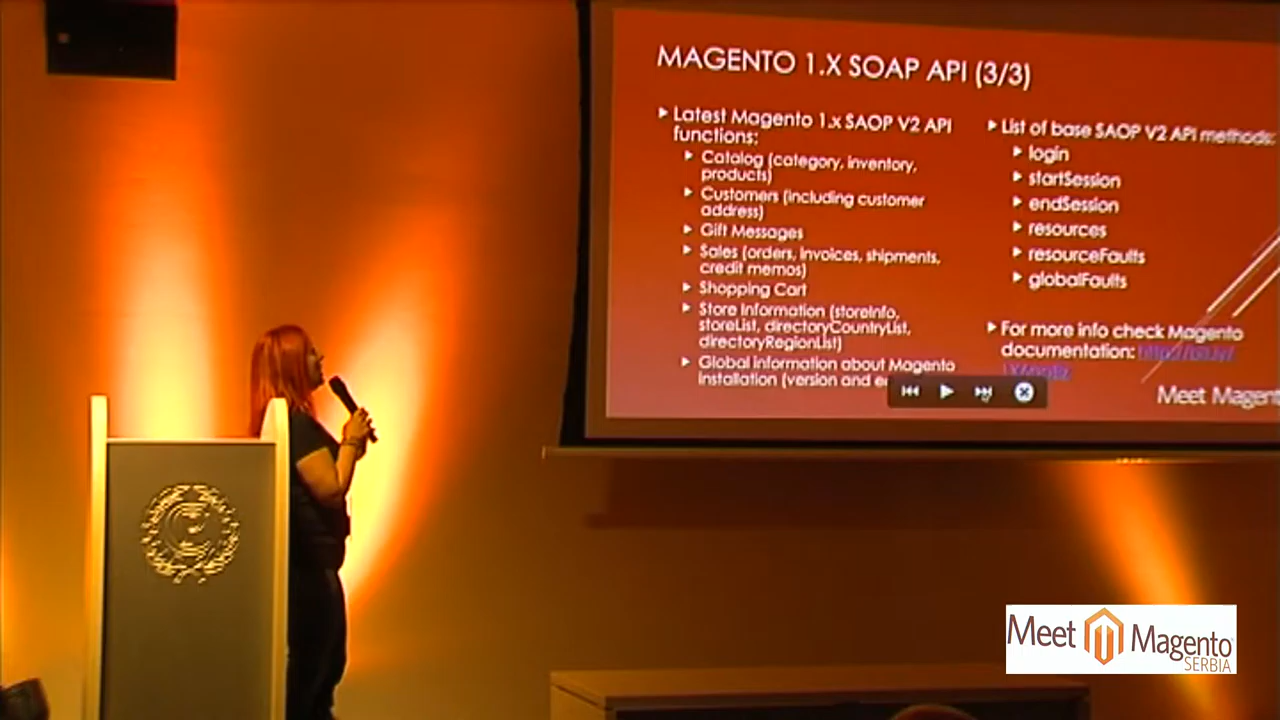 MAGENTO 1.X SOAP API (3/3)
Latest Magento 1.x SAOP V2 API
functions:
Catalog (category, inventory,
products)
Customers (including customer
address)
Gift Messages
Sales (orders, invoices, shipments,
credit memos)
Shopping Cart
Store Information (storeInfo,
storeList, directoryCountryList,
directoryRegionList)
Global information about Magento
installation (version and
List of base SAOP V2 API methods:
login
startSession
endSession
resources
resourceFaults
globalFaults
For more info check Magento
documentation:
Meet Magent
Meet Magento
SERBIA